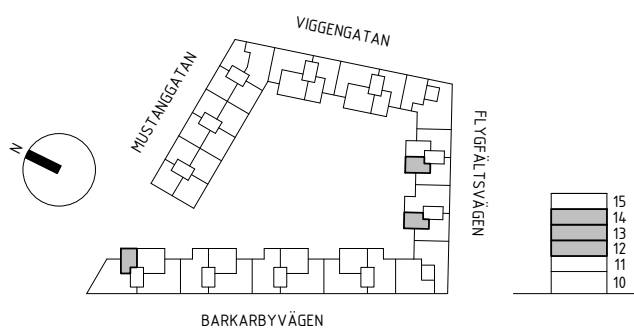 VIGGENGATAN
MUSTANGGATAN
FLYGFÄLTSVÄGEN
N
15
14
13
12
11
10
BARKARBYVÄGEN